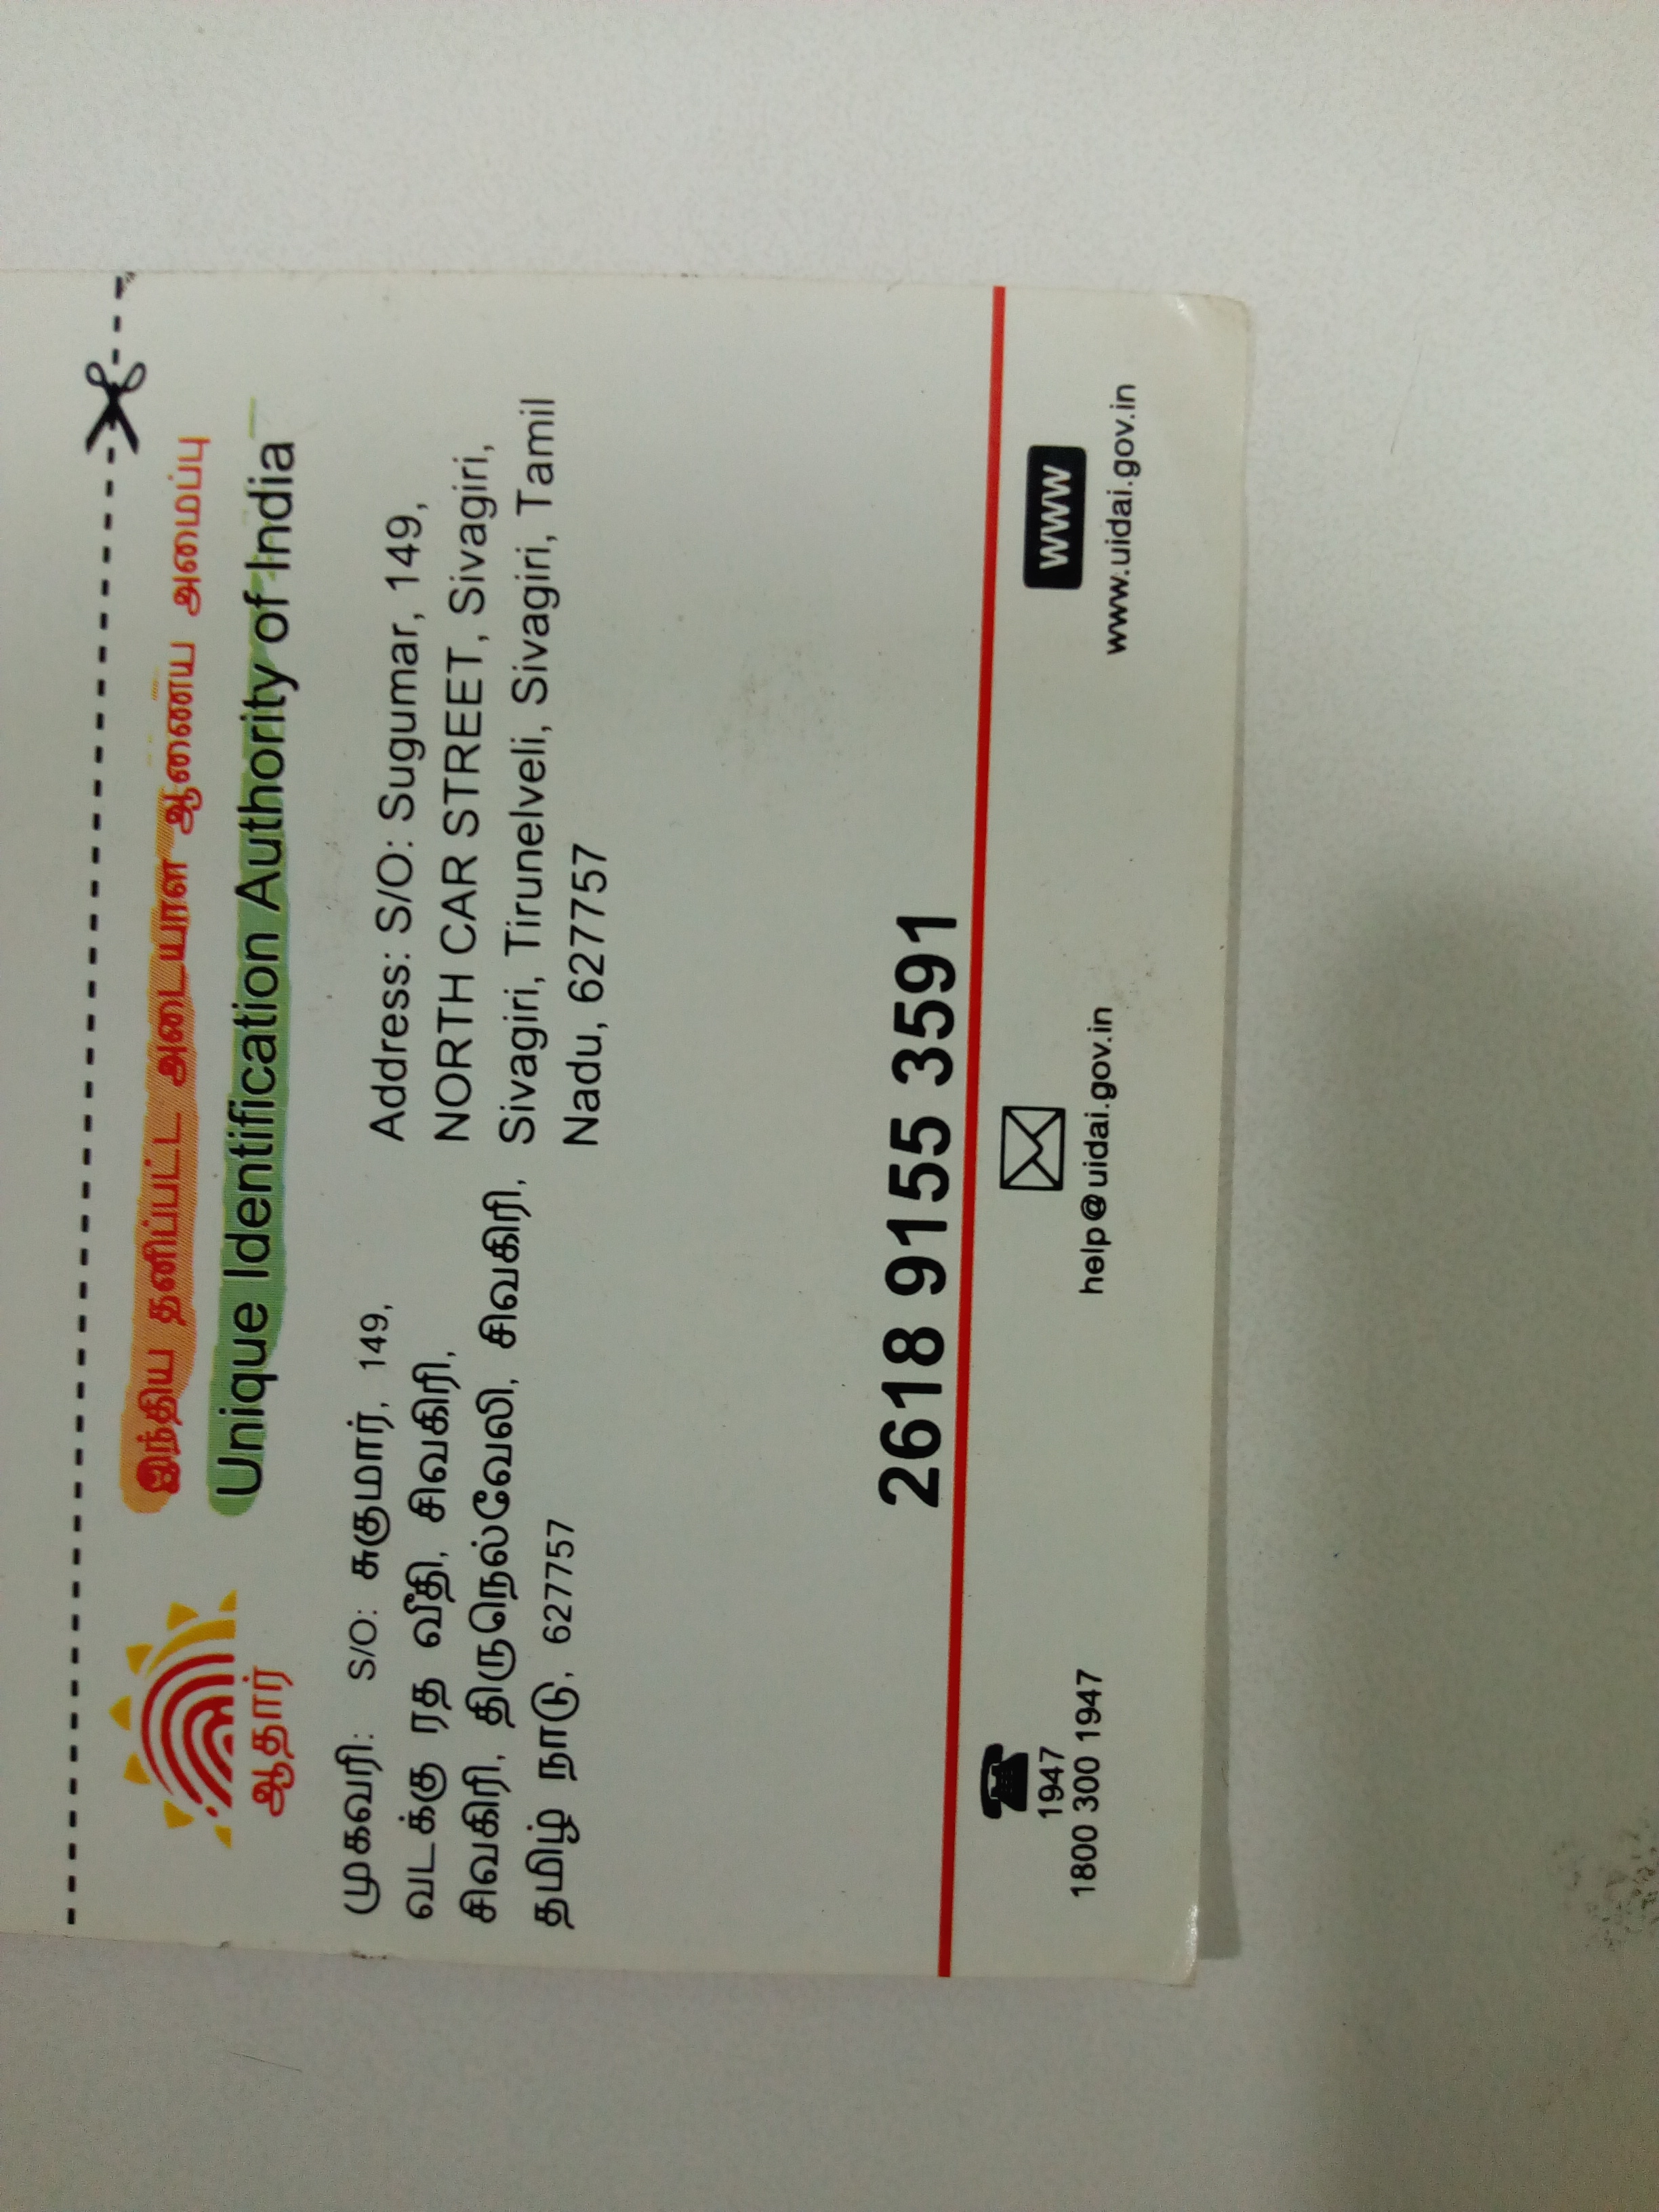 இந்திய தனிப்பட்ட அடையாள ஆணைய அமைப்பு
Unique Identification Authority of India
ஆதார்
முகவரி: S/O: சுகுமார், 149,
வடக்கு ரத வீதி, சிவகிரி,
சிவகிரி, திருநெல்வேலி, சிவகிரி,
தமிழ் நாடு, 627757
Address: S/O: Sugumar, 149,
NORTH CAR STREET, Sivagiri,
Sivagiri, Tirunelveli, Sivagiri, Tamil
Nadu, 627757
2618 9155 3591
1947
1800 300 1947
help@uidai.gov.in
WWW
www.uidai.gov.in